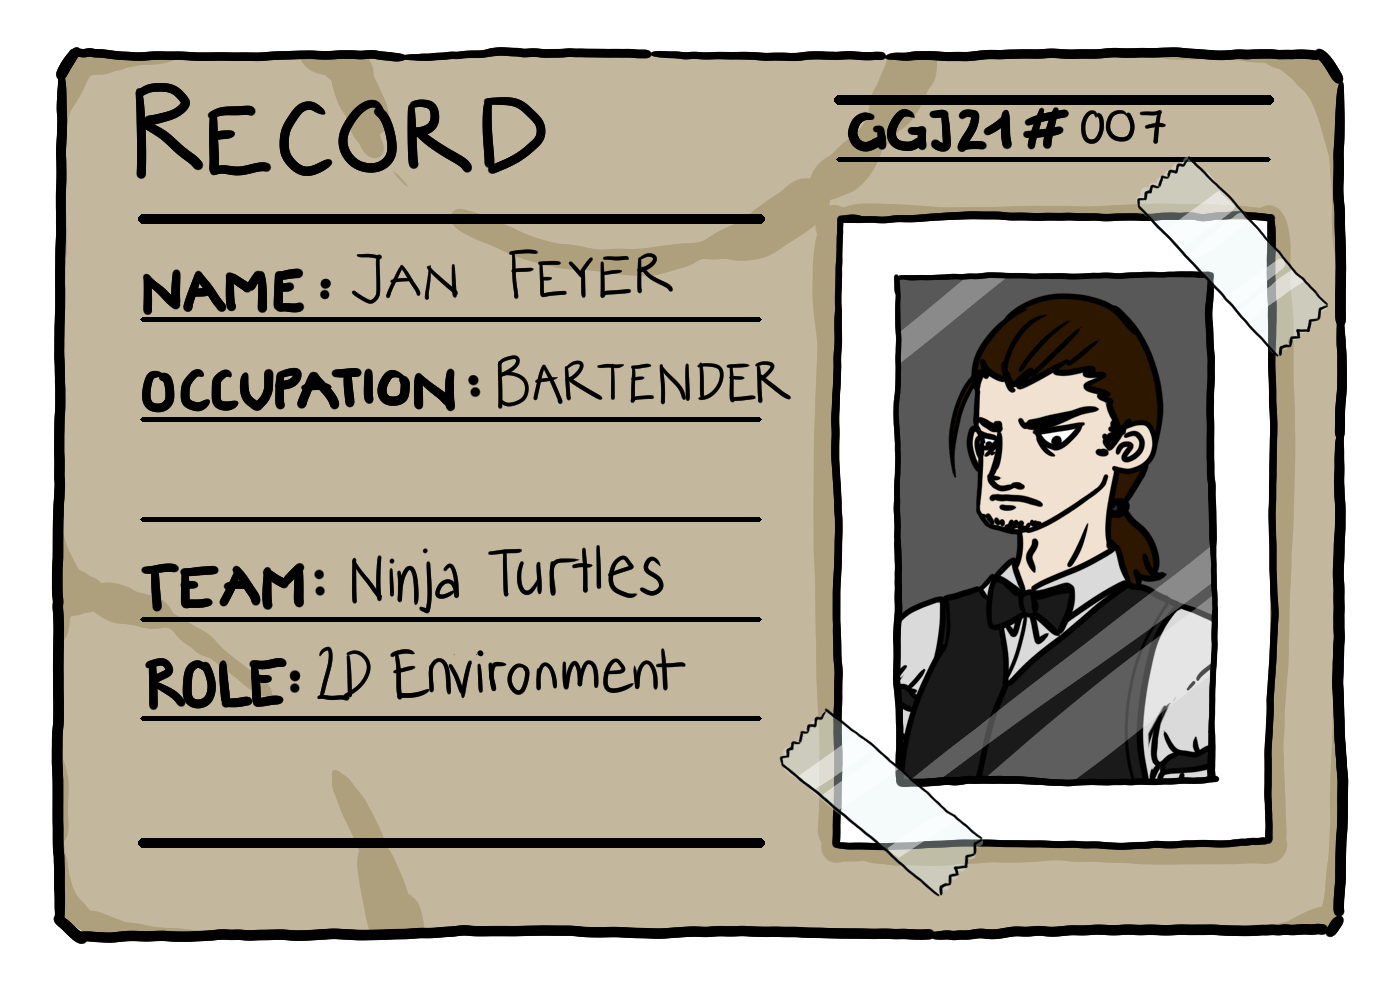 RECORD
GGJ21# 007
NAME: JAN FEYER
OCCUPATION: BARTENDER
TEAM: Ninja Turtles
ROLE: 2D Environment